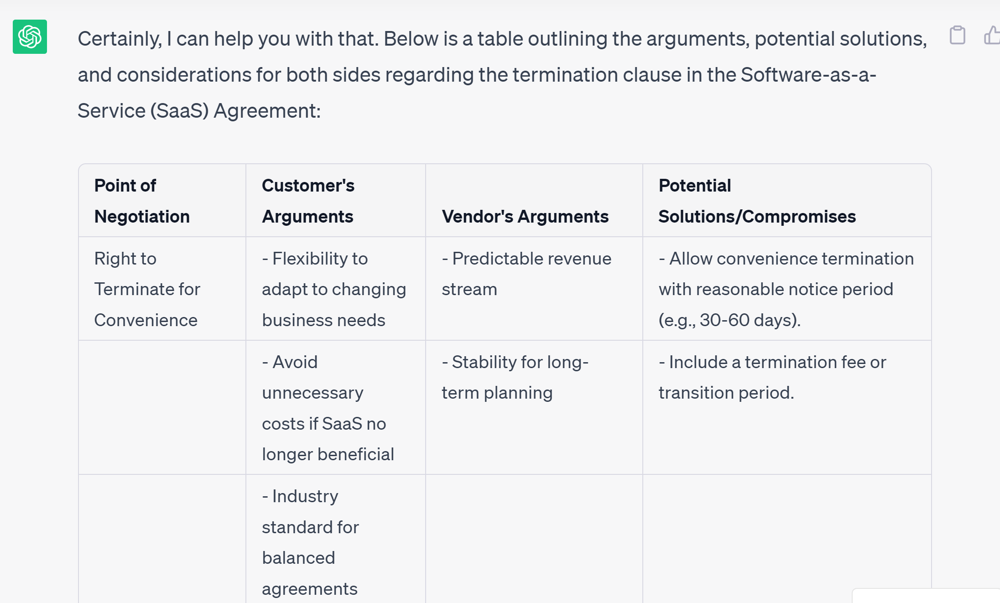 Certainly, I can help you with that. Below is a table outlining the arguments, potential solutions,
and considerations for both sides regarding the termination clause in the Software-as-a-
Service (SaaS) Agreement:
Point of
Negotiation
Customer's
Arguments
Vendor's Arguments
Potential
Solutions/Compromises
Right to
Terminate for
Convenience
- Flexibility to
adapt to changing
business needs
- Predictable revenue
stream
- Allow convenience termination
with reasonable notice period
(e.g., 30-60 days).
- Avoid
unnecessary
costs if SaaS no
longer beneficial
- Stability for long-
term planning
- Include a termination fee or
transition period.
- Industry
standard for
balanced
agreements